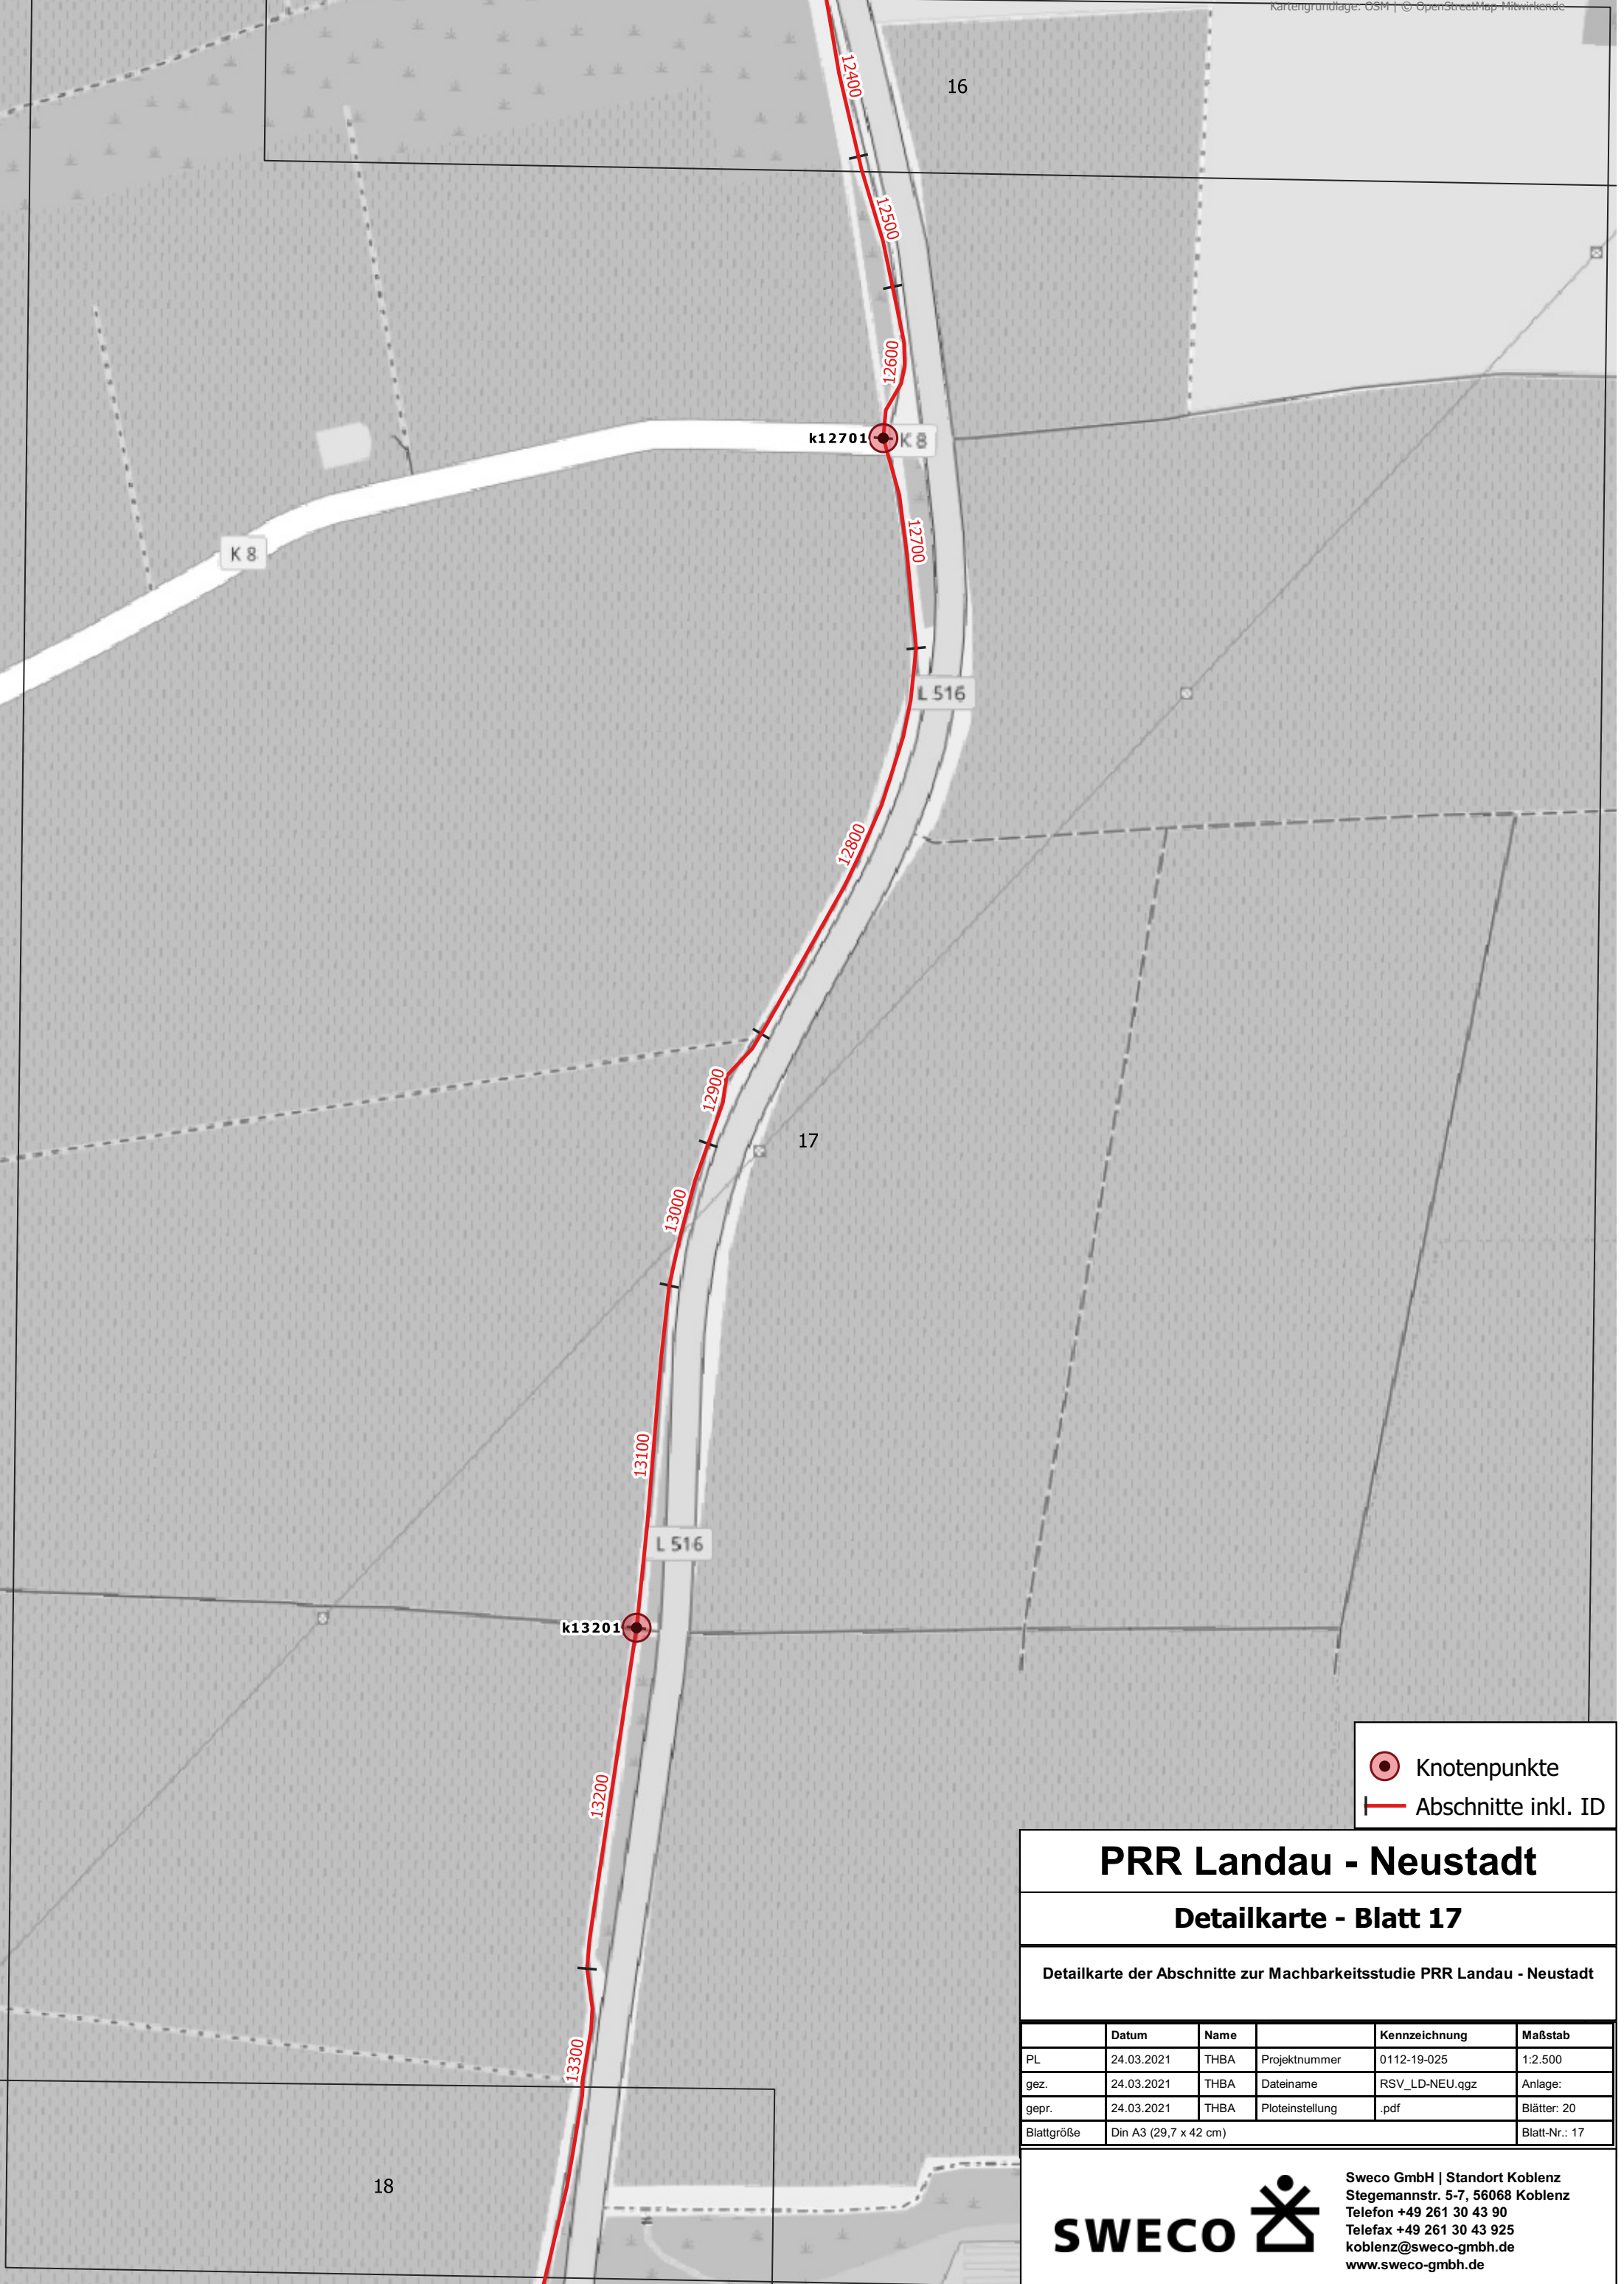 Kartengrundlage: OSM | © OpenStreetMap-Mitwirkende
16
12400
12500
12600
k12701
K 8
K 8
12700
L 516
12800
12900
17
13000
13100
L 516
k13201
13200
13300
18
Knotenpunkte
Abschnitte inkl. ID
PRR Landau - Neustadt
Detailkarte - Blatt 17
Detailkarte der Abschnitte zur Machbarkeitsstudie PRR Landau - Neustadt
Datum Name Kennzeichnung Maßstab
PL 24.03.2021 THBA Projektnummer 0112-19-025 1:2.500
gez. 24.03.2021 THBA Dateiname RSV_LD-NEU.qgz Anlage:
gepr. 24.03.2021 THBA Ploteinstellung .pdf Blätter: 20
Blattgröße Din A3 (29,7 x 42 cm) Blatt-Nr.: 17
SWECO
Sweco GmbH | Standort Koblenz
Stegemannstr. 5-7, 56068 Koblenz
Telefon +49 261 30 43 90
Telefax +49 261 30 43 925
koblenz@sweco-gmbh.de
www.sweco-gmbh.de